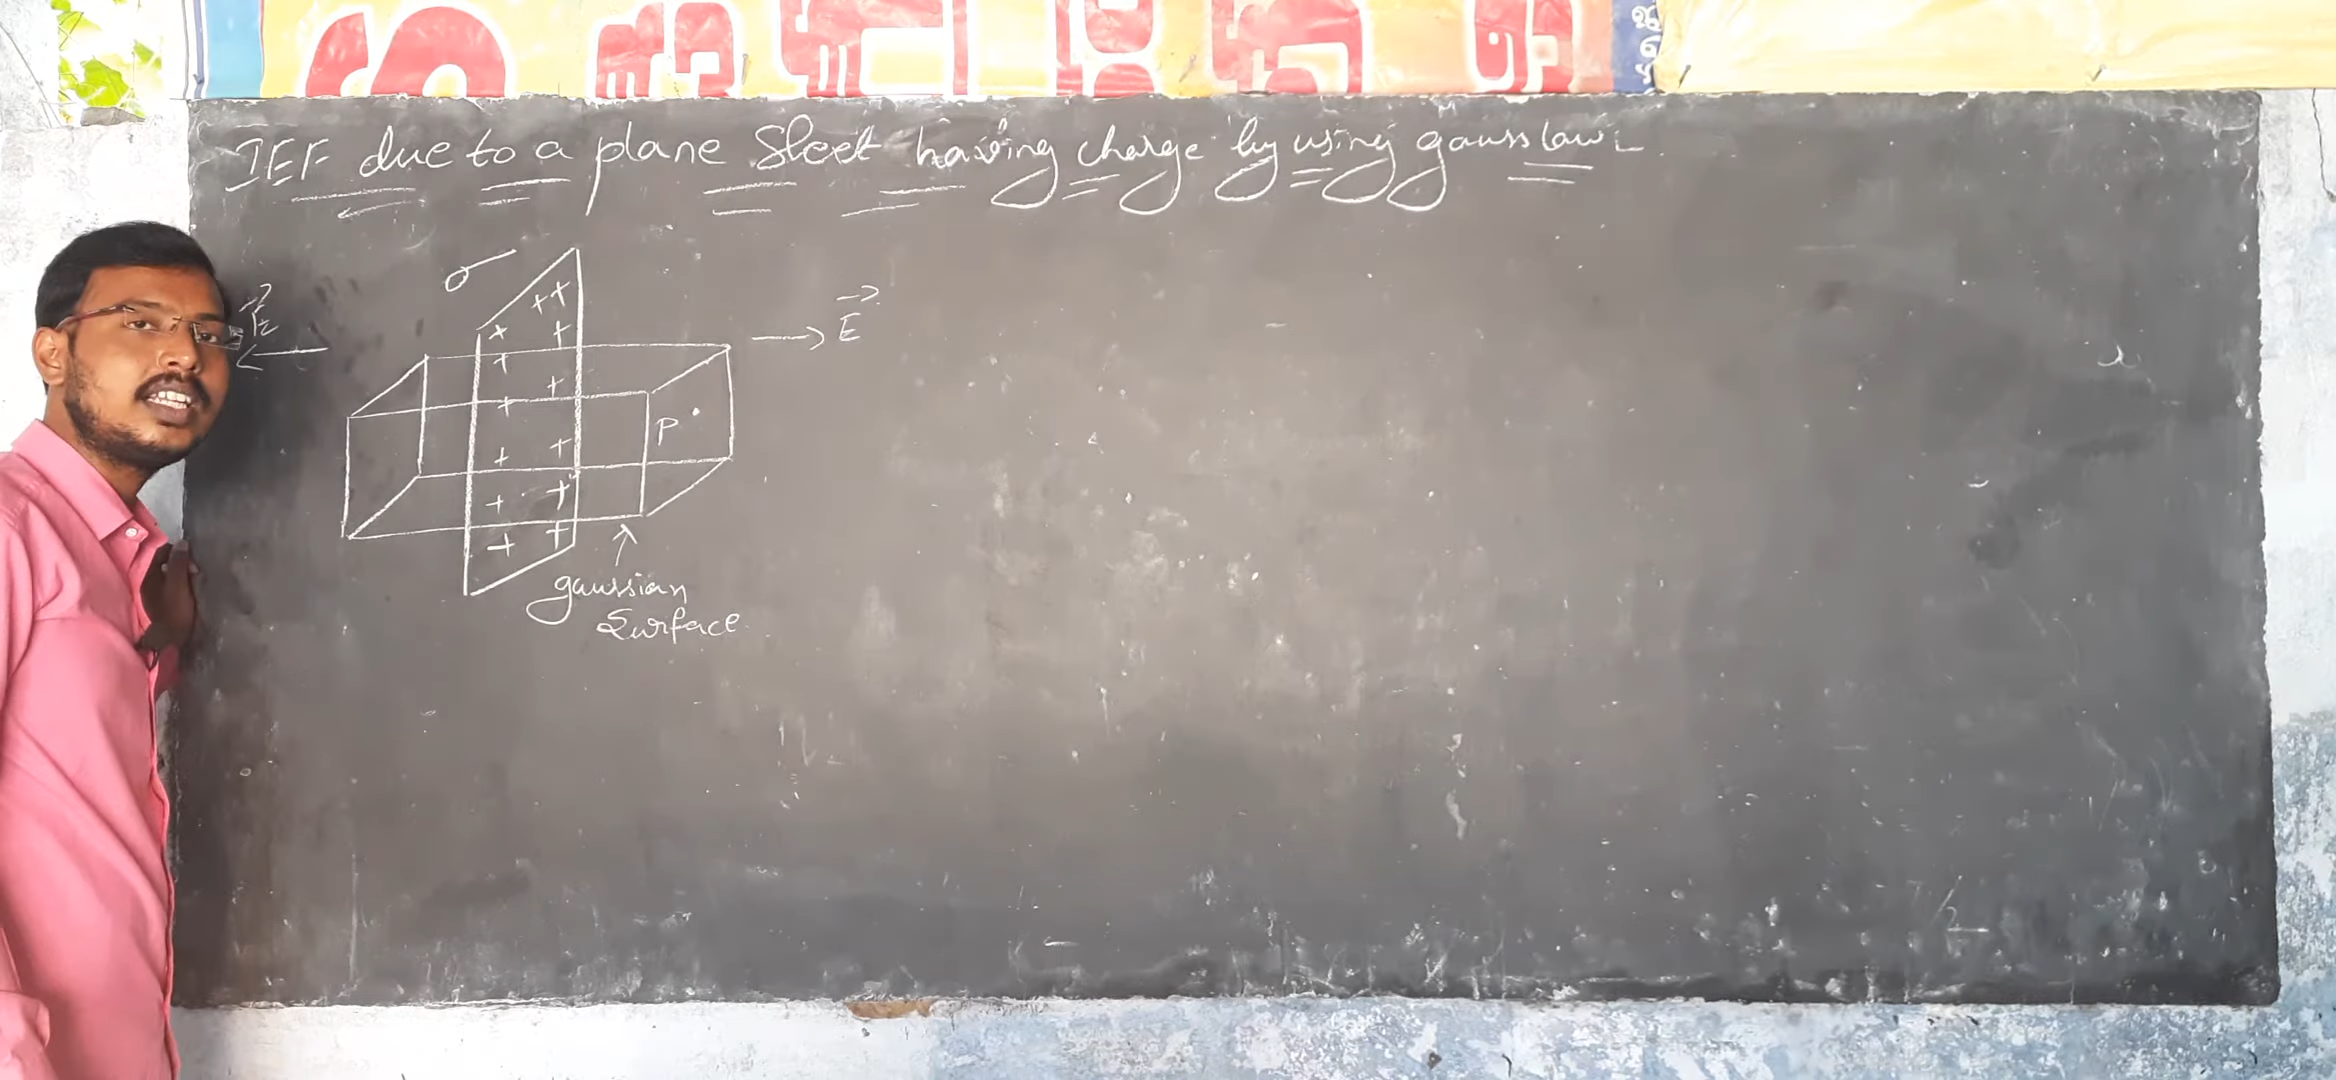 IEF due to a plane Sheet having charge by using gauss law :-
σ
++
+ +
+
+
+
+ +
+ +
+ +
E
→ E
P
gaussian
Surface